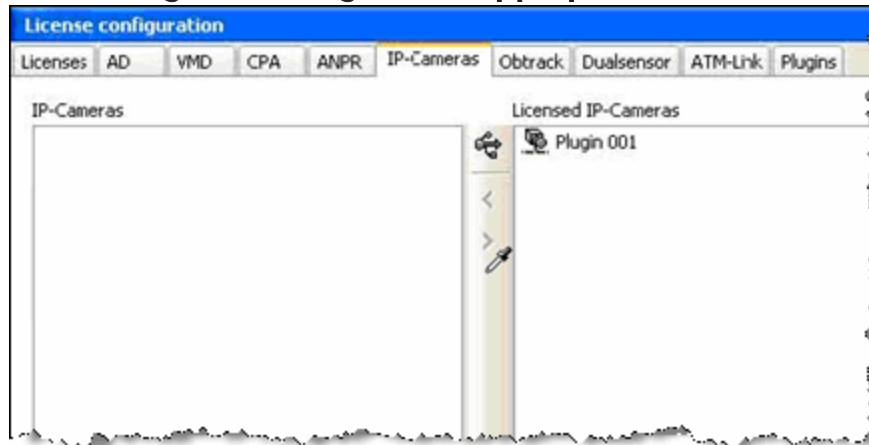 License configuration
Licenses AD VMD CPA ANPR IP-Cameras Obtrack Dualsensor ATM-Link Plugins
IP-Cameras Licensed IP-Cameras
Plugin 001